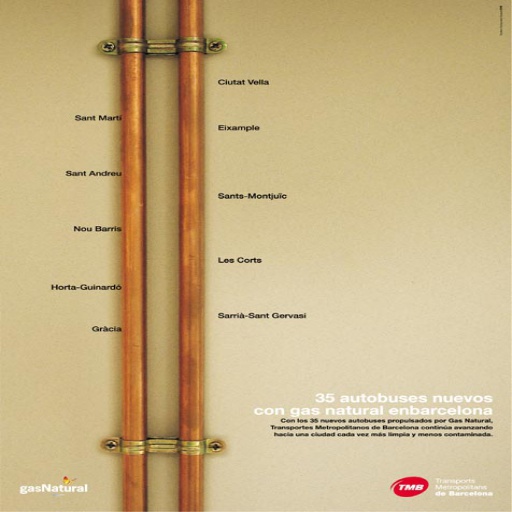 Ciutat Vella
Sant Martí
Eixample
Sant Andreu
Sants-Montjuïc
Nou Barris
Les Corts
Horta-Guinardó
Sarrià-Sant Gervasi
Gràcia
35 autobuses nuevos
con gas natural enbarcelona
Con los 35 nuevos autobuses propulsados por Gas Natural,
Transportes Metropolitanos de Barcelona continúa avanzando
hacia una ciudad cada vez más limpia y menos contaminada.
gasNatural
TMB
Transports
Metropolitans
de Barcelona